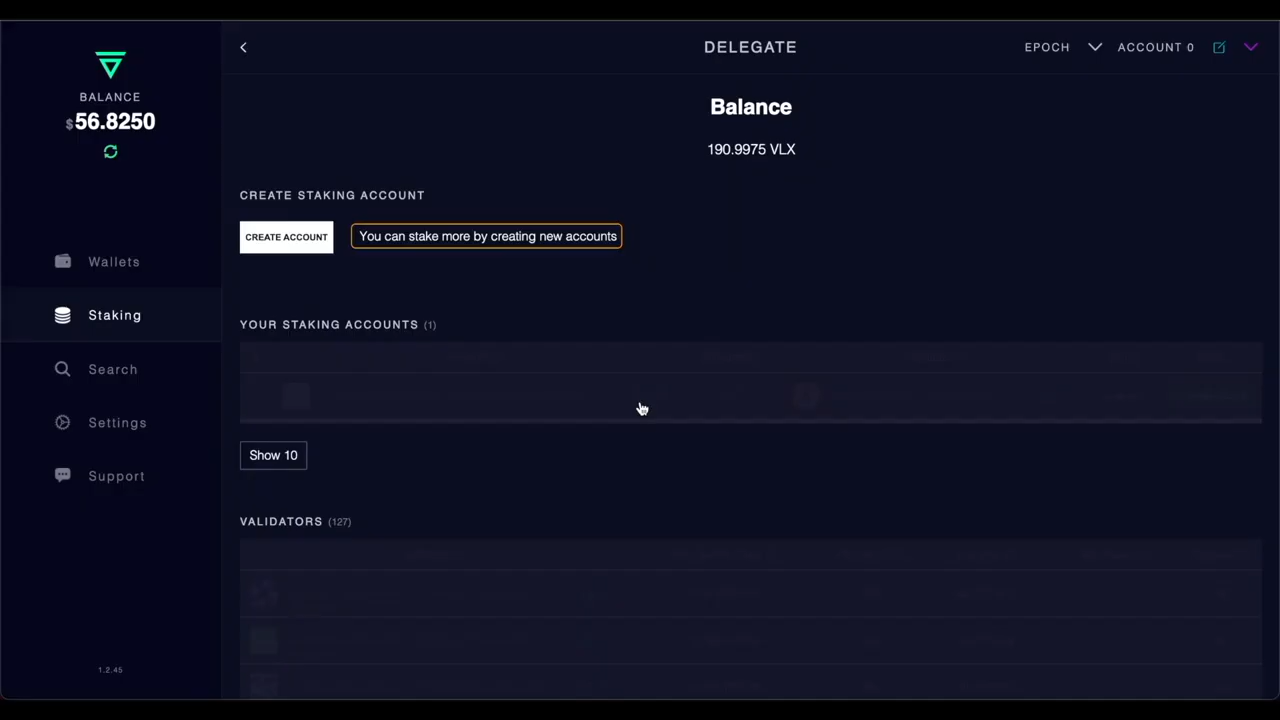 DELEGATE
EPOCH
ACCOUNT 0
BALANCE
$56.8250
Balance
190.9975 VLX
CREATE STAKING ACCOUNT
CREATE ACCOUNT
You can stake more by creating new accounts
Wallets
Staking
Search
Settings
Support
YOUR STAKING ACCOUNTS (1)
Show 10
VALIDATORS (127)
1.2.45